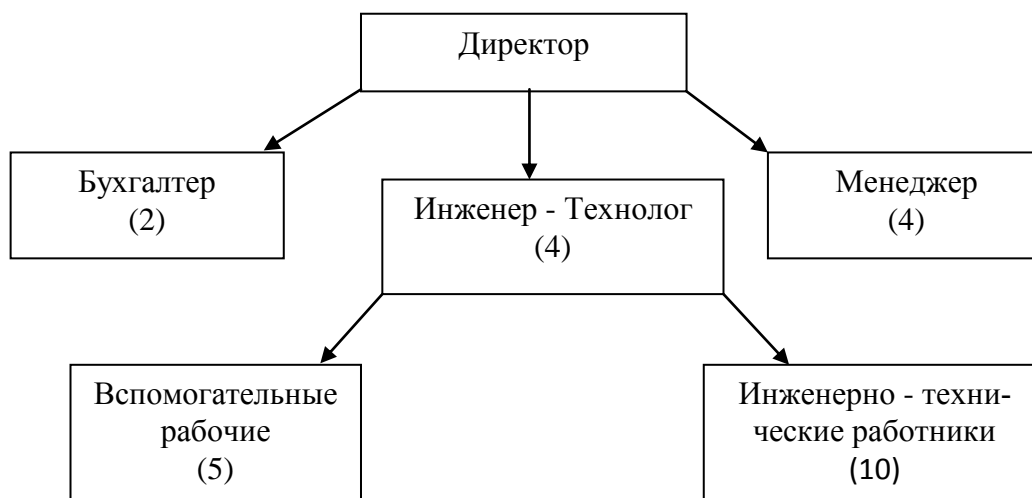 Директор
Бухгалтер
(2)
Инженер - Технолог
(4)
Менеджер
(4)
Вспомогательные
рабочие
(5)
Инженерно - техни-
ческие работники
(10)